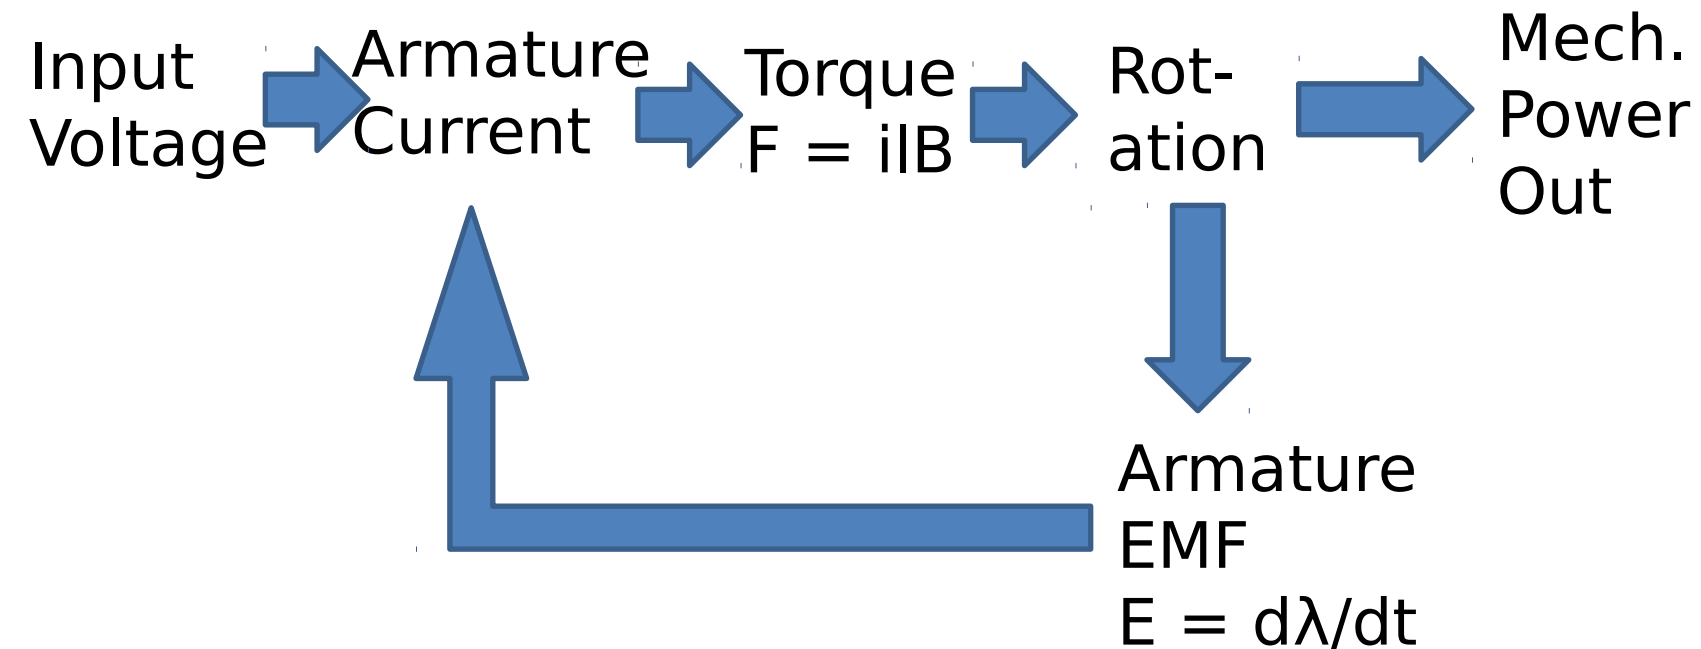 Input
Voltage
Armature
Current
Torque
F = ilB
Rot-
ation
Mech.
Power
Out
Armature
EMF
E = dλ/dt